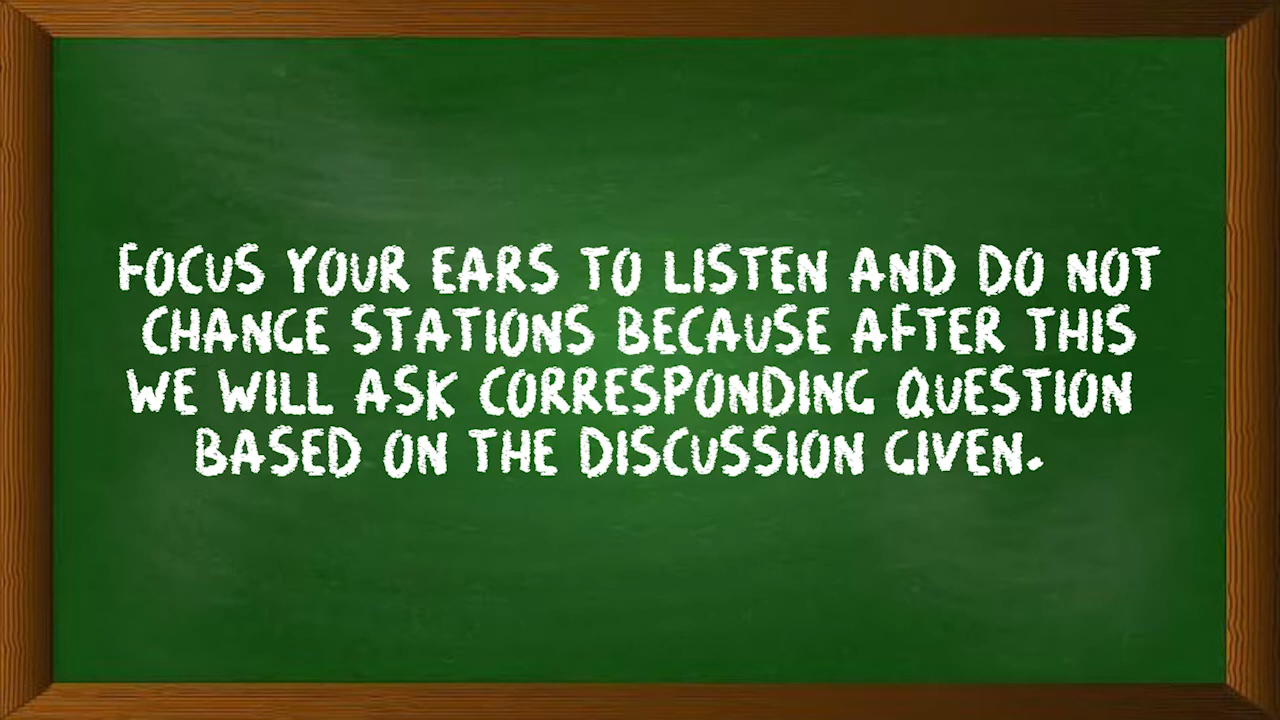 FOCUS YOUR EARS TO LISTEN AND DO NOT
CHANGE STATIONS BECAUSE AFTER THIS
WE WILL ASK CORRESPONDING QUESTION
BASED ON THE DISCUSSION GIVEN.